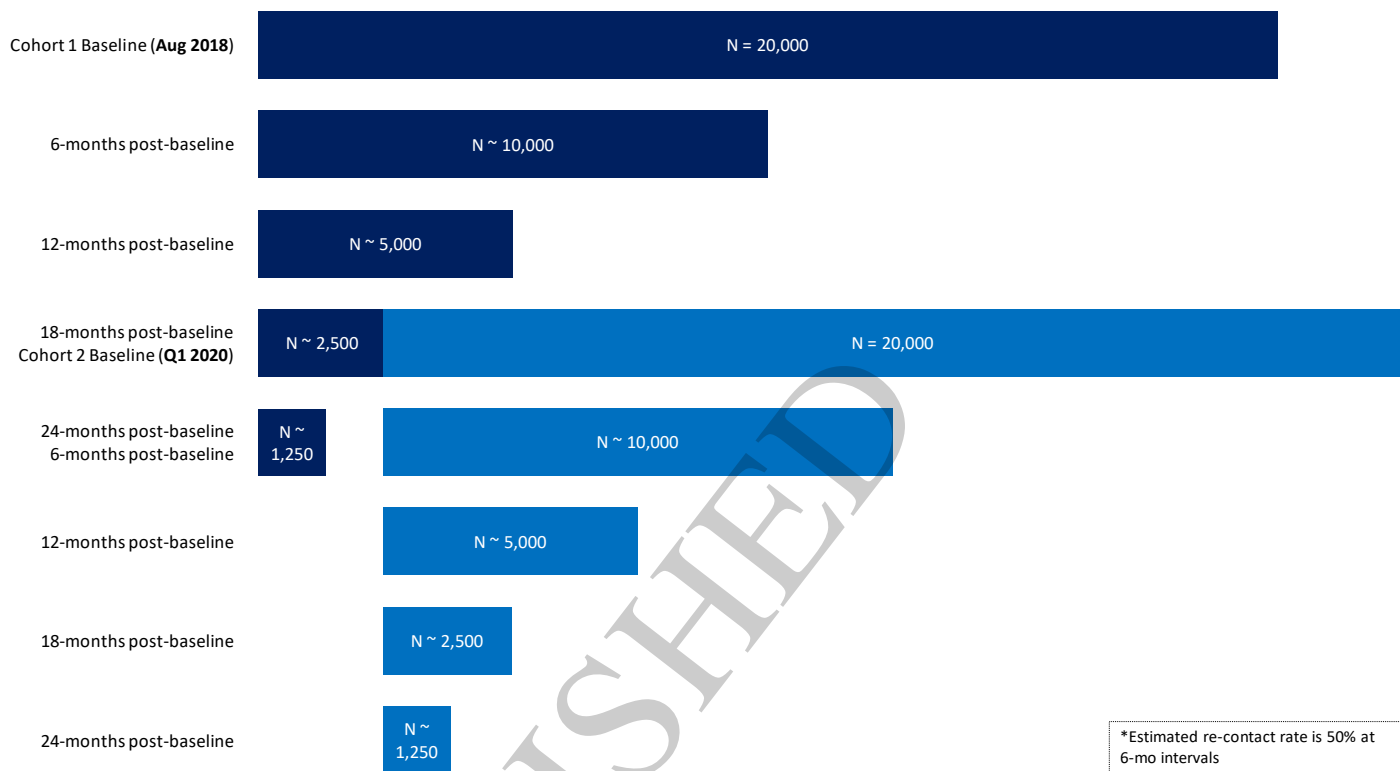 Cohort 1 Baseline (Aug 2018)
N = 20,000
6-months post-baseline
N ~ 10,000
12-months post-baseline
N ~ 5,000
18-months post-baseline
Cohort 2 Baseline (Q1 2020)
N ~ 2,500
N = 20,000
24-months post-baseline
6-months post-baseline
N ~
1,250
N ~ 10,000
12-months post-baseline
N ~ 5,000
18-months post-baseline
N ~ 2,500
24-months post-baseline
N ~
1,250
*Estimated re-contact rate is 50% at
6-mo intervals
ISHED